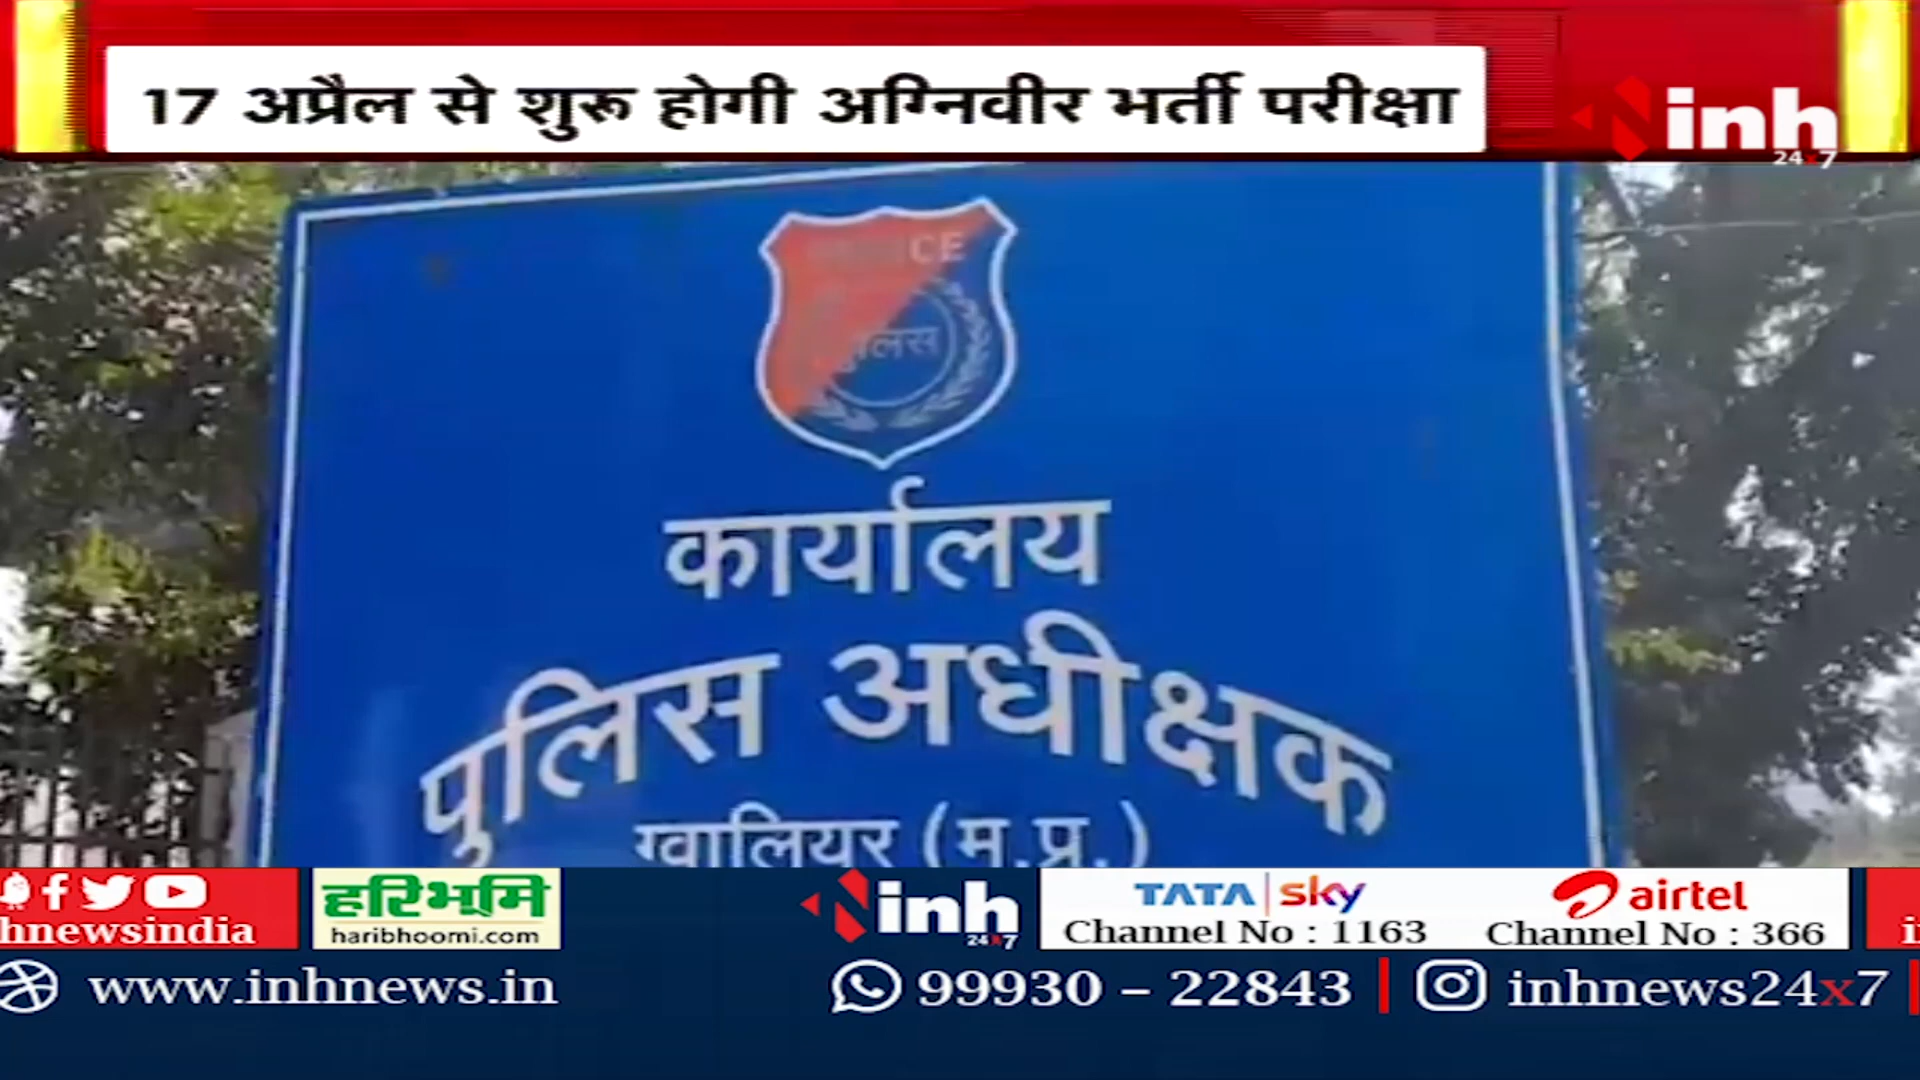 17 अप्रैल से शुरू होगी अग्निवीर भर्ती परीक्षा
inh
24x7
CE
पुलिस
कार्यालय
पुलिस अधीक्षक
ग्वालियर (म.प्र.)
hnewsindia
हरिभूमि
haribhoomi.com
inh
24x7
TATA sky
Channel No : 1163
airtel
Channel No : 366
www.inhnews.in
99930 - 22843
inhnews24x7